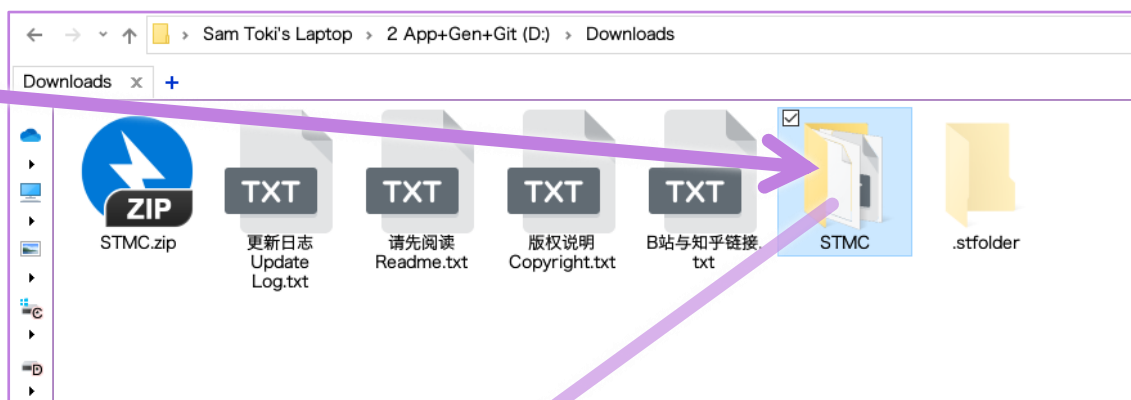 Sam Toki's Laptop › 2 App+Gen+Git (D:) › Downloads
Downloads x +
ZIP
TXT
TXT
TXT
TXT
STMC.zip
更新日志
Update
Log.txt
请先阅读
Readme.txt
版权说明
Copyright.txt
B站与知乎链接.
txt
STMC
.stfolder
C
D